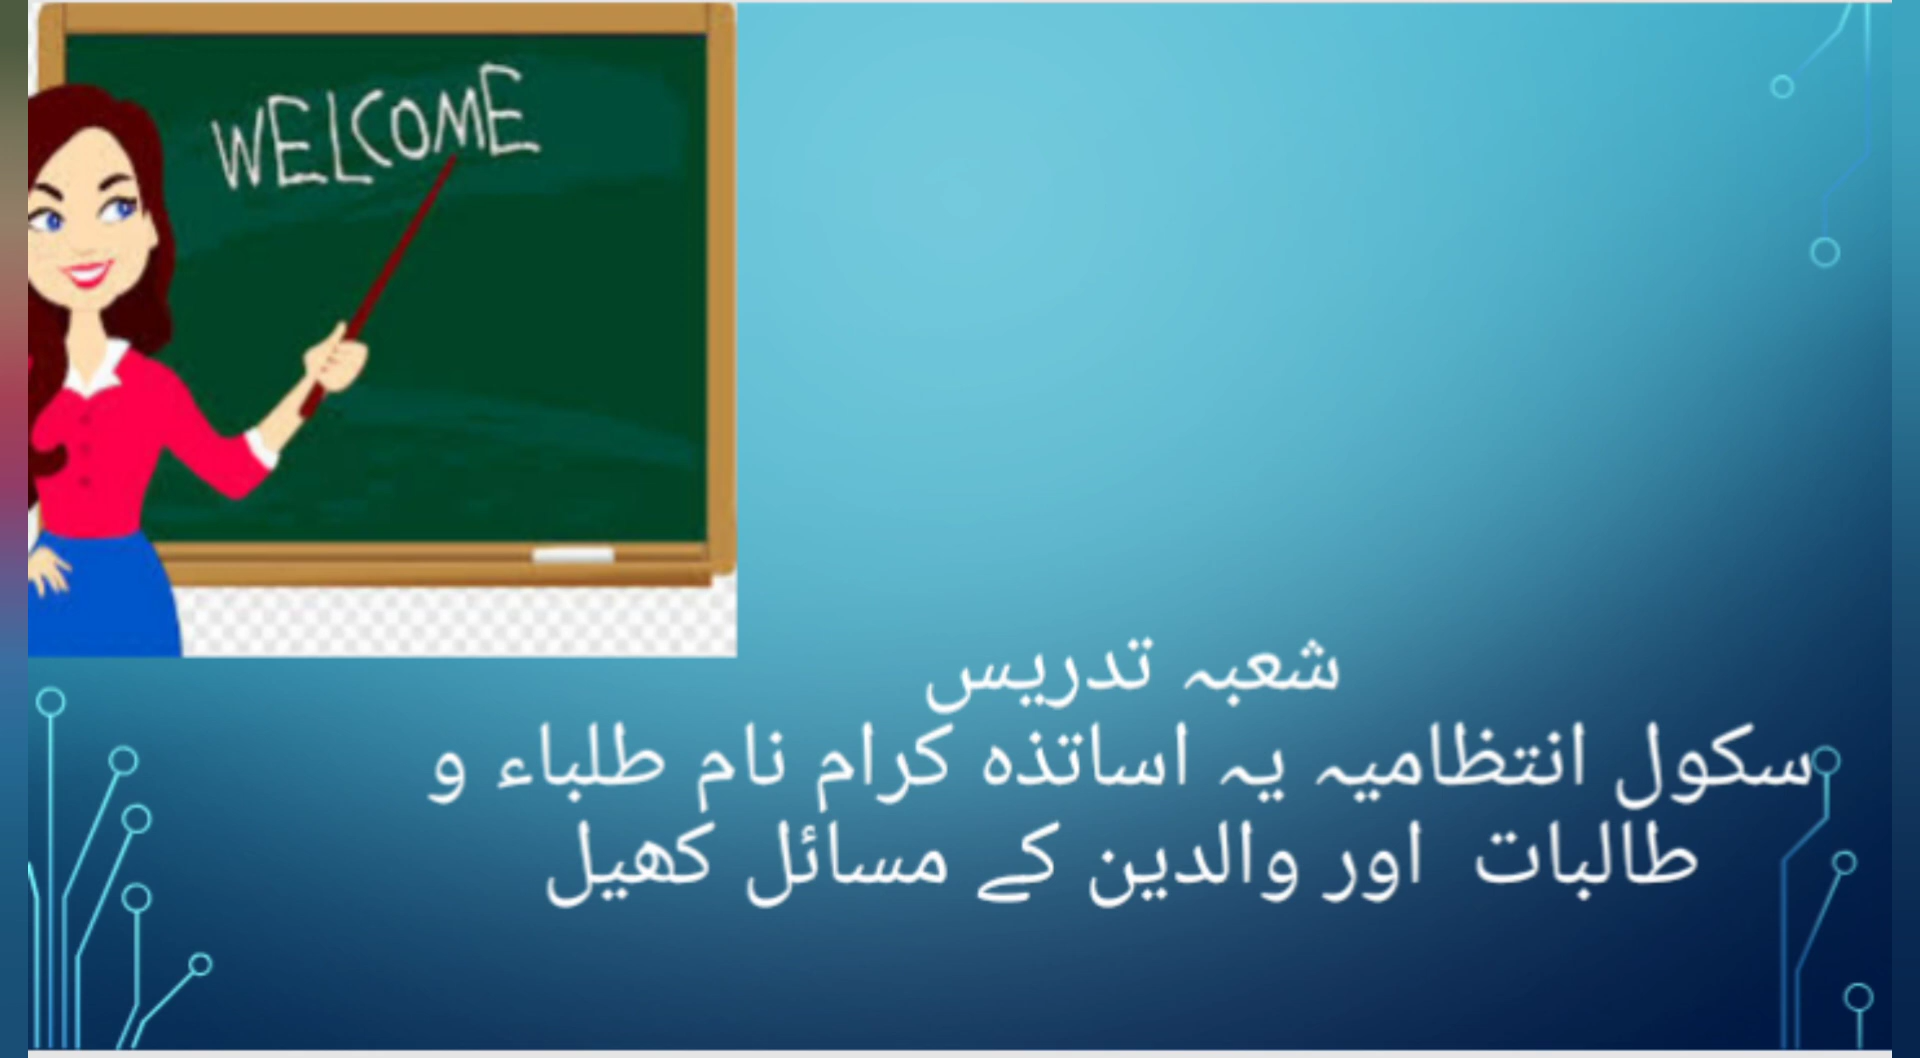 WELCOME
شعبہ تدریس
سکول انتظامیہ یہ اساتذہ کرام نام طلباء و
طالبات اور والدین کے مسائل کھیل